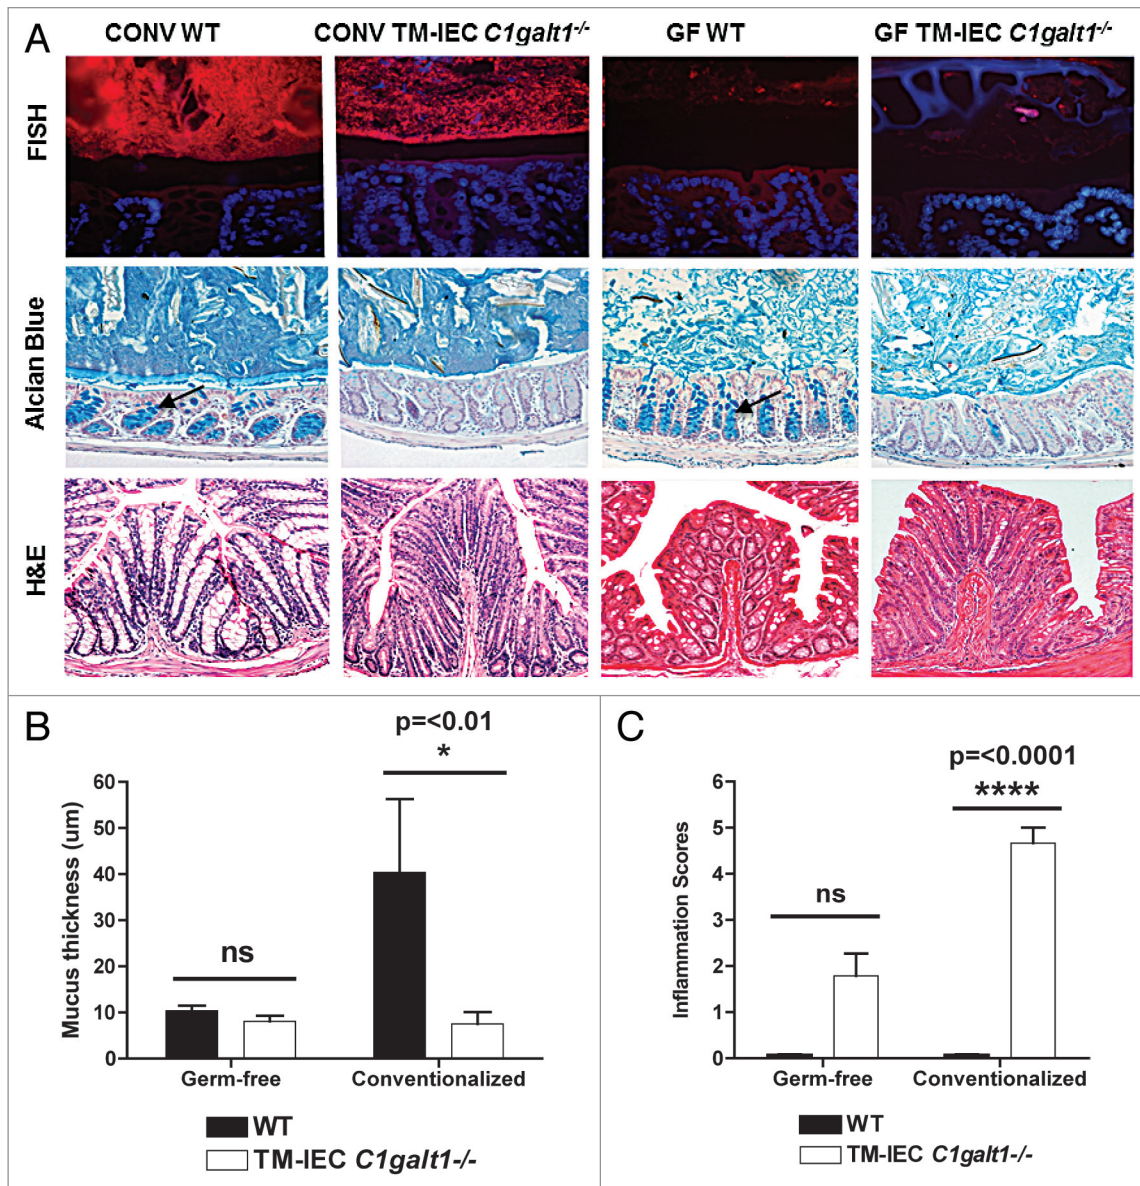 A
CONV WT
CONV TM-IEC C1galt1-/-
GF WT
GF TM-IEC C1galt1-/-
FISH
Alcian Blue
H&E
B
p=<0.01
*
Mucus thickness (um)
60
50
40
30
20
10
0
ns
Germ-free
Conventionalized
WT
TM-IEC C1galt1-/-
C
p=<0.0001
****
Inflammation Scores
6
5
4
3
2
1
0
ns
Germ-free
Conventionalized
WT
TM-IEC C1galt1-/-